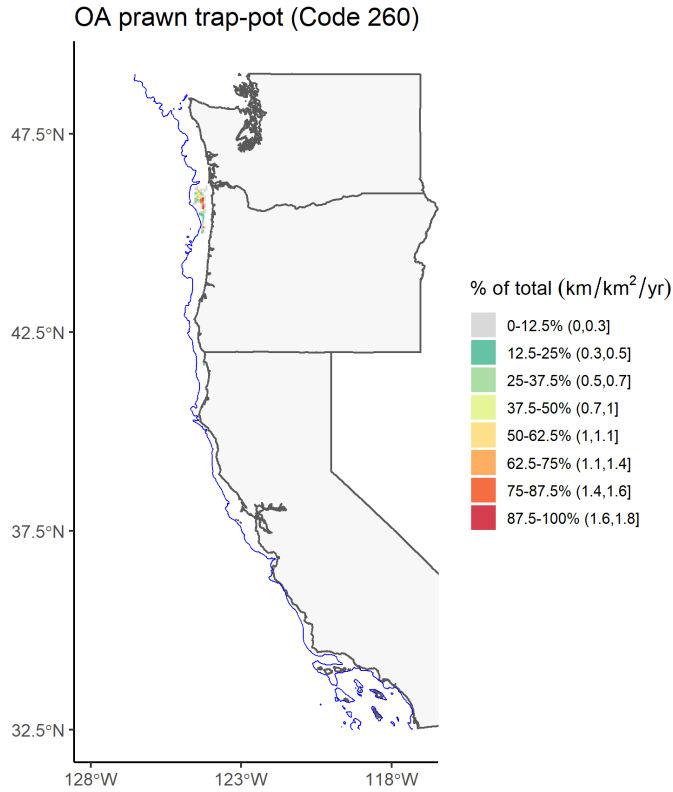 OA prawn trap-pot (Code 260)
47.5°N
42.5°N
37.5°N
32.5°N
128°W
123°W
118°W
% of total (km/km²/yr)
0-12.5% (0,0.3]
12.5-25% (0.3,0.5]
25-37.5% (0.5,0.7]
37.5-50% (0.7,1]
50-62.5% (1,1.1]
62.5-75% (1.1,1.4]
75-87.5% (1.4,1.6]
87.5-100% (1.6,1.8]